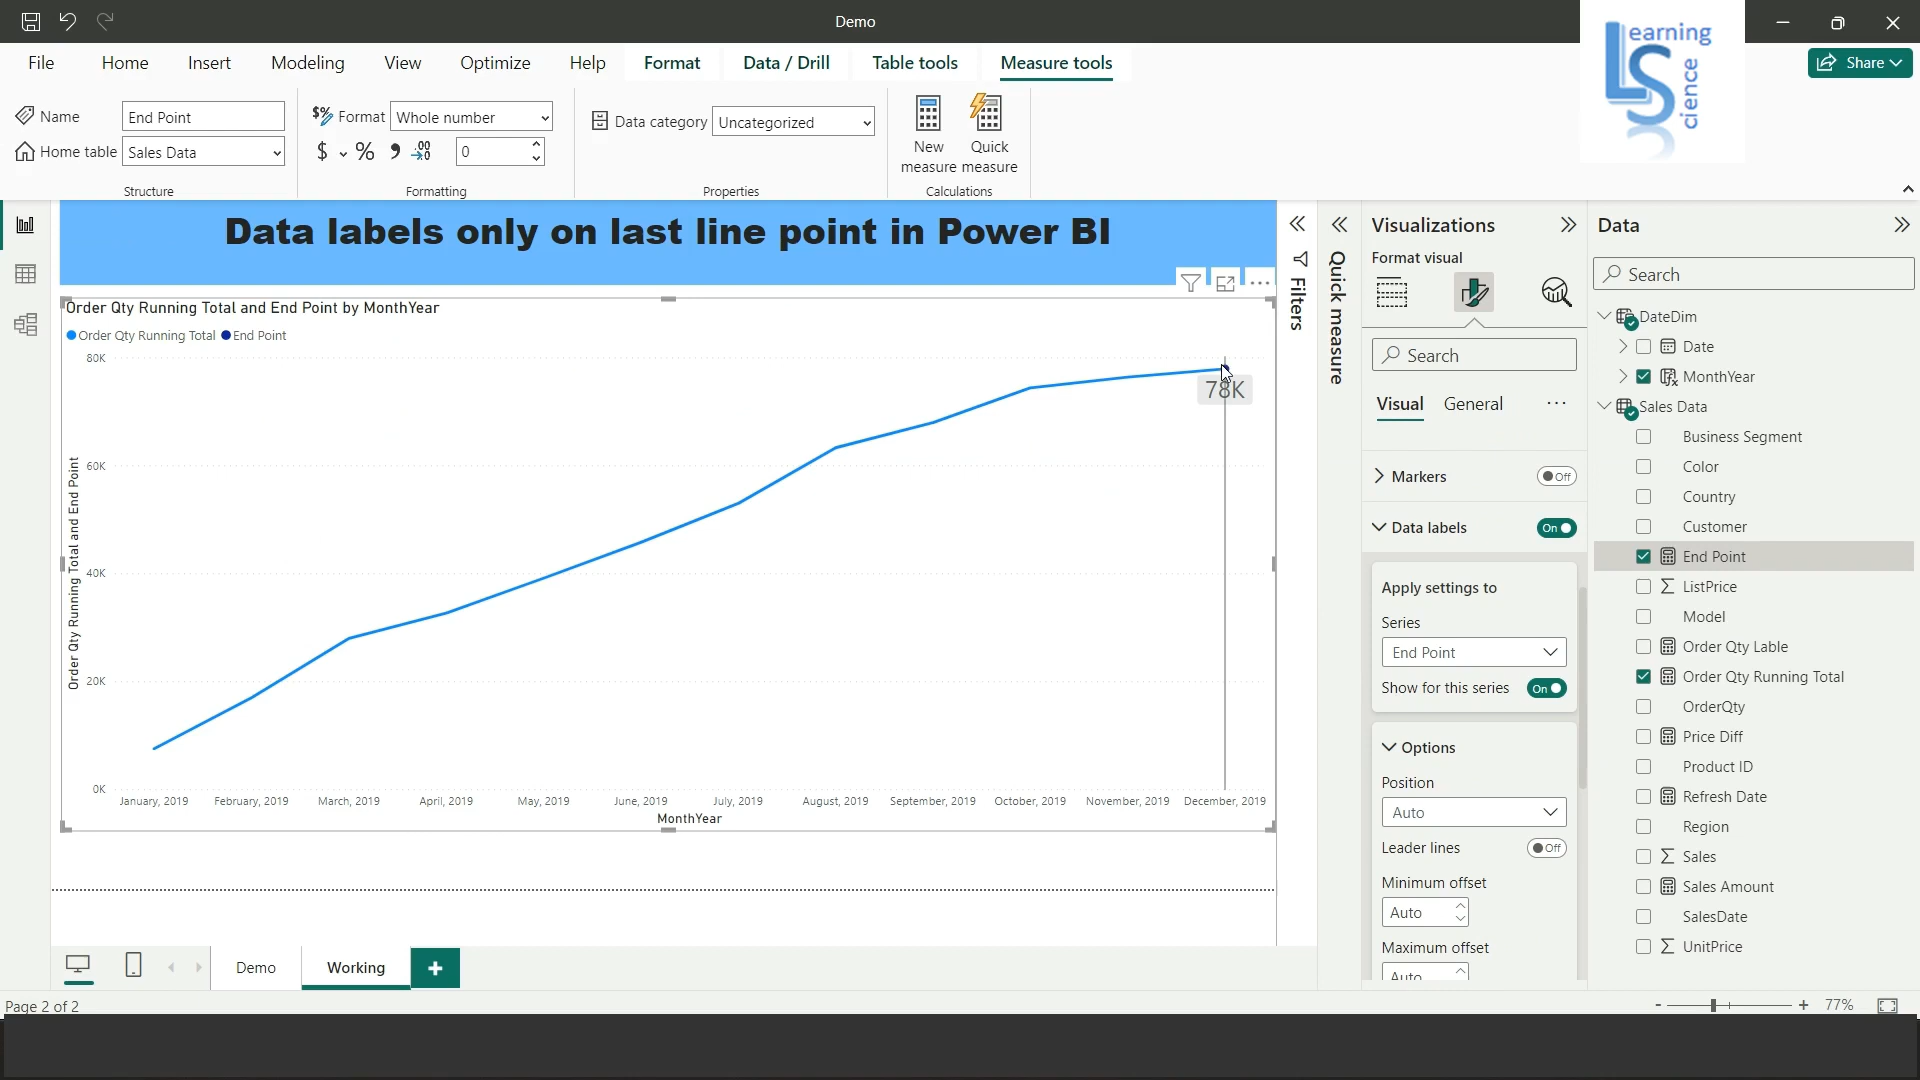 Demo
Learning
Science
File Home Insert Modeling View Optimize Help Format Data / Drill Table tools Measure tools
Share
Name End Point
Home table Sales Data
Structure
Format Whole number
$ % , .00 0
Formatting
Data category Uncategorized
Properties
New measure
Quick measure
Calculations
Data labels only on last line point in Power BI
Order Qty Running Total and End Point by MonthYear
Order Qty Running Total End Point
80K
60K
40K
20K
0K
Order Qty Running Total and End Point
78K
January, 2019 February, 2019 March, 2019 April, 2019 May, 2019 June, 2019 July, 2019 August, 2019 September, 2019 October, 2019 November, 2019 December, 2019
MonthYear
Filters
Quick measure
Visualizations
Format visual
Search
Visual General
Markers Off
Data labels On
Apply settings to
Series
End Point
Show for this series On
Options
Position
Auto
Leader lines Off
Minimum offset
Auto
Maximum offset
Auto
Data
Search
DateDim
Date
MonthYear
Sales Data
Business Segment
Color
Country
Customer
End Point
ListPrice
Model
Order Qty Lable
Order Qty Running Total
OrderQty
Price Diff
Product ID
Refresh Date
Region
Sales
Sales Amount
SalesDate
UnitPrice
Demo Working
Page 2 of 2
- + 77%